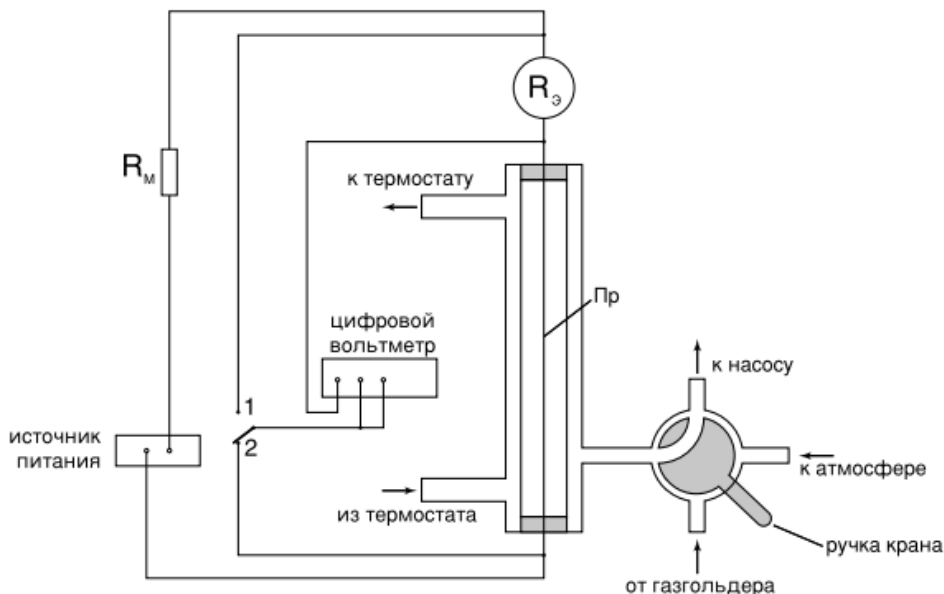 Rэ
Rм
к термостату
Пр
цифровой
вольтметр
к насосу
1
2
источник
питания
к атмосфере
из термостата
ручка крана
от газгольдера